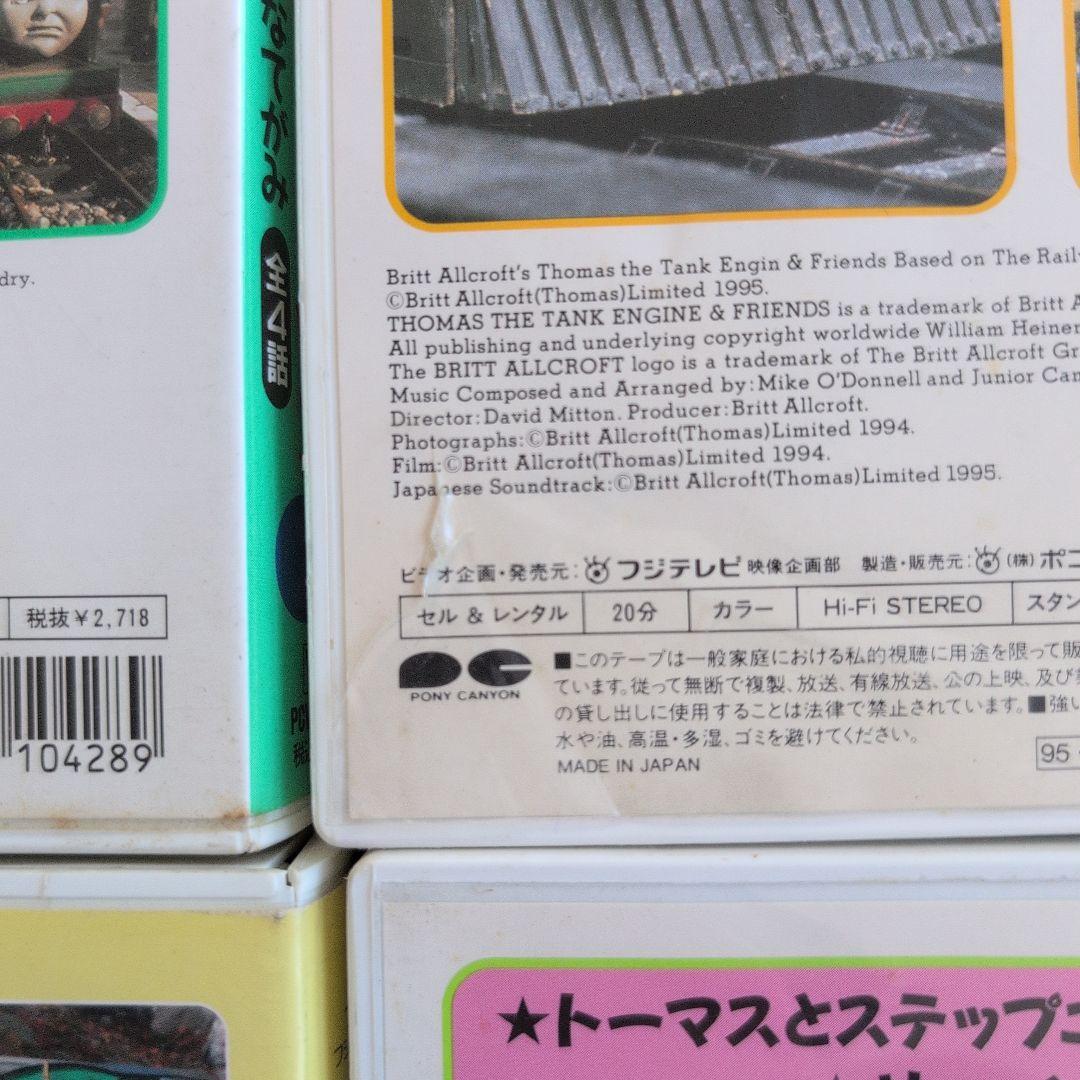 dry.
全4話
税抜¥2,718
104289
Britt Allcroft's Thomas the Tank Engin & Friends Based on The Rail
©Britt Allcroft(Thomas)Limited 1995.
THOMAS THE TANK ENGINE & FRIENDS is a trademark of Britt A
All publishing and underlying copyright worldwide William Heine
The BRITT ALLCROFT logo is a trademark of The Britt Allcroft Gr
Music Composed and Arranged by:Mike O'Donnell and Junior Cam
Director:David Mitton. Producer:Britt Allcroft.
Photographs:©Britt Allcroft(Thomas)Limited 1994.
Film:©Britt Allcroft(Thomas)Limited 1994.
Japanese Soundtrack:©Britt Allcroft(Thomas)Limited 1995.
ビデオ企画・発売元:フジテレビ映像企画部 製造・販売元:(株)ポニ
セル & レンタル 20分 カラー Hi-Fi STEREO スタン
PONY CANYON
■このテープは一般家庭における私的視聴に用途を限って販
ています。従って無断で複製、放送、有線放送、公の上映、及び
の貸し出しに使用することは法律で禁止されています。■強い
水や油、高温・多湿、ゴミを避けてください。
MADE IN JAPAN
95
★トーマスとステップ